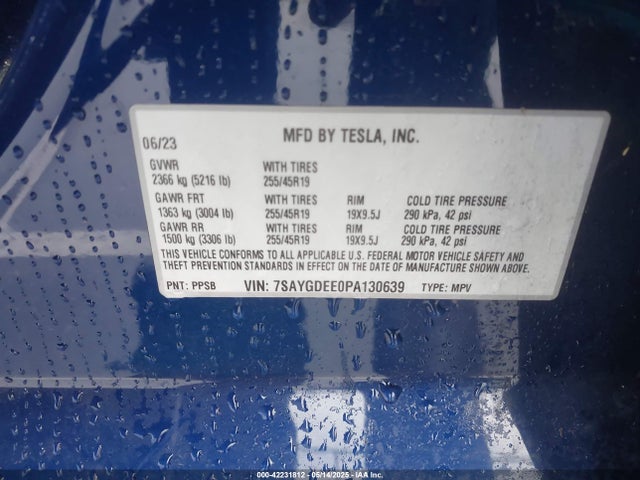 06/23 MFD BY TESLA, INC.
GVWR WITH TIRES
2366 kg (5216 lb) 255/45R19
GAWR FRT WITH TIRES RIM COLD TIRE PRESSURE
1363 kg (3004 lb) 255/45R19 19X9.5J 290 kPa, 42 psi
GAWR RR WITH TIRES RIM COLD TIRE PRESSURE
1500 kg (3306 lb) 255/45R19 19X9.5J 290 kPa, 42 psi
THIS VEHICLE CONFORMS TO ALL APPLICABLE U.S. FEDERAL MOTOR VEHICLE SAFETY AND
THEFT PREVENTION STANDARDS IN EFFECT ON THE DATE OF MANUFACTURE SHOWN ABOVE.
PNT: PPSB VIN: 7SAYGDEE0PA130639 TYPE: MPV
000-42231812 - 05/14/2025 - IAA Inc.